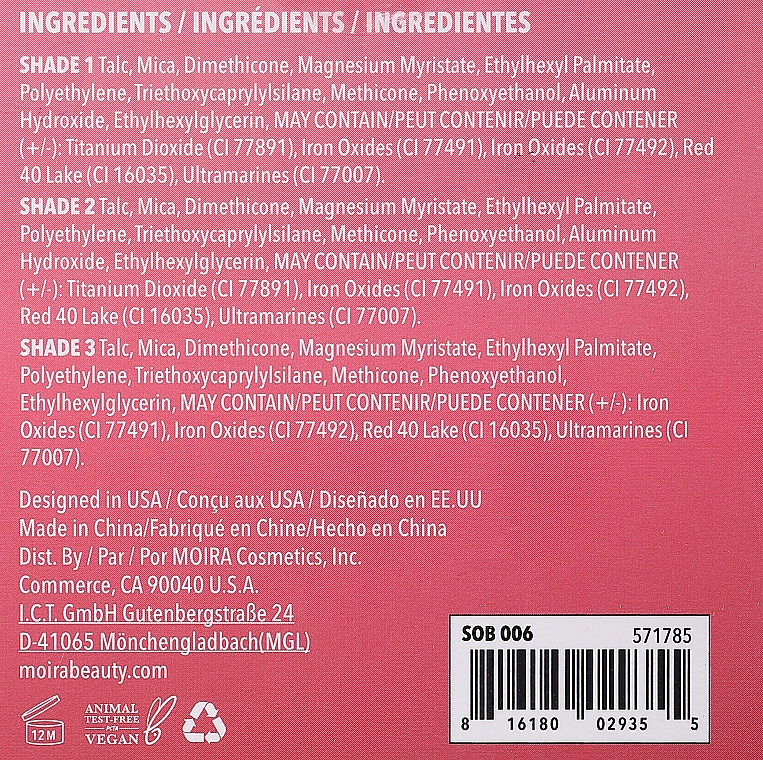 INGREDIENTS / INGRÉDIENTS / INGREDIENTES
SHADE 1 Talc, Mica, Dimethicone, Magnesium Myristate, Ethylhexyl Palmitate,
Polyethylene, Triethoxycaprylylsilane, Methicone, Phenoxyethanol, Aluminum
Hydroxide, Ethylhexylglycerin, MAY CONTAIN/PEUT CONTENIR/PUEDE CONTENER
(+/-): Titanium Dioxide (CI 77891), Iron Oxides (CI 77491), Iron Oxides (CI 77492), Red
40 Lake (CI 16035), Ultramarines (CI 77007).
SHADE 2 Talc, Mica, Dimethicone, Magnesium Myristate, Ethylhexyl Palmitate,
Polyethylene, Triethoxycaprylylsilane, Methicone, Phenoxyethanol, Aluminum
Hydroxide, Ethylhexylglycerin, MAY CONTAIN/PEUT CONTENIR/PUEDE CONTENER
(+/-): Titanium Dioxide (CI 77891), Iron Oxides (CI 77491), Iron Oxides (CI 77492),
Red 40 Lake (CI 16035), Ultramarines (CI 77007).
SHADE 3 Talc, Mica, Dimethicone, Magnesium Myristate, Ethylhexyl Palmitate,
Polyethylene, Triethoxycaprylylsilane, Methicone, Phenoxyethanol,
Ethylhexylglycerin, MAY CONTAIN/PEUT CONTENIR/PUEDE CONTENER (+/-): Iron
Oxides (CI 77491), Iron Oxides (CI 77492), Red 40 Lake (CI 16035), Ultramarines (CI
77007).
Designed in USA / Conçu aux USA / Diseñado en EE.UU
Made in China/Fabriqué en Chine/Hecho en China
Dist. By / Par / Por MOIRA Cosmetics, Inc.
Commerce, CA 90040 U.S.A.
I.C.T. GmbH Gutenbergstraße 24
D-41065 Mönchengladbach(MGL)
moirabeauty.com
12M
ANIMAL
TEST-FREE
PETA
VEGAN
SOB 006 571785
8 16180 02935 5